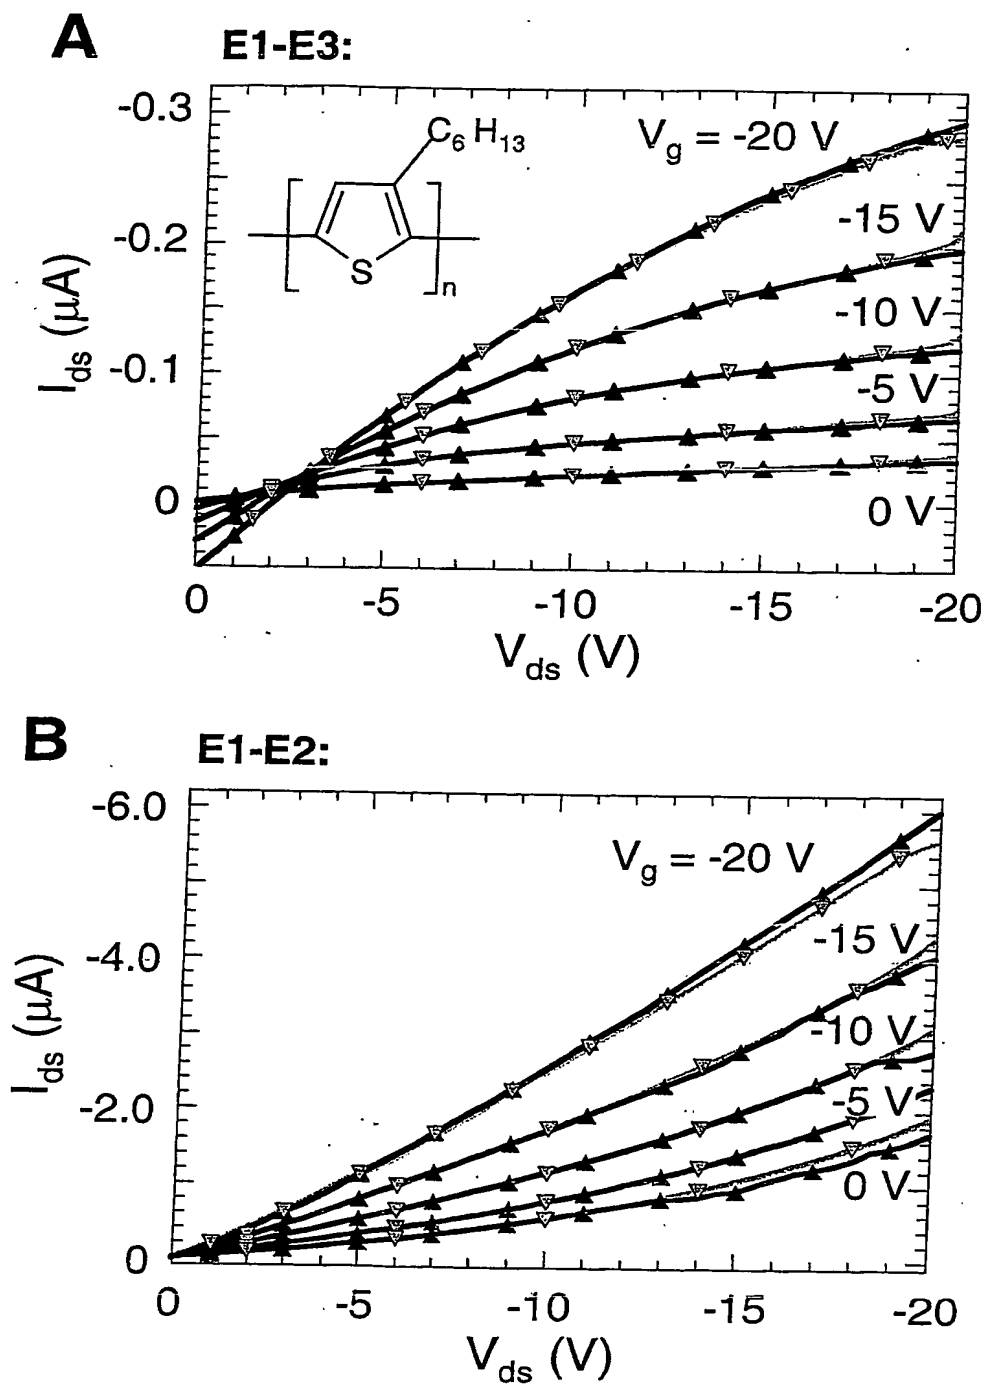 A E1-E3:
-0.3
C6 H13
Vg = -20 V
-0.2
-15 V
S
n
-10 V
Ids (μA)
-0.1
-5 V
0
0 V
0 -5 -10 -15 -20
Vds (V)
B E1-E2:
-6.0
Vg = -20 V
-4.0
-15 V
-10 V
Ids (μA)
-2.0
-5 V
0 V
0
0 -5 -10 -15 -20
Vds (V)